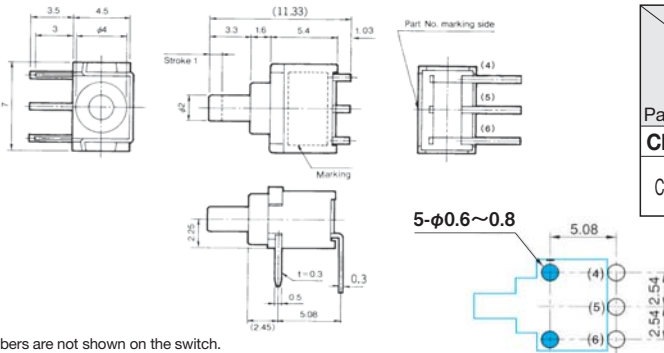 3.5
4.5
3
φ4
7
(11.33)
3.3
1.6
5.4
1.03
Stroke 1
φ2
Marking
Part No. marking side
(4)
(5)
(6)
2.25
t=0.3
0.3
0.5
(2.45)
5.08
5-φ0.6～0.8
5.08
(4)
(5)
(6)
2.54
2.54
bers are not shown on the switch.